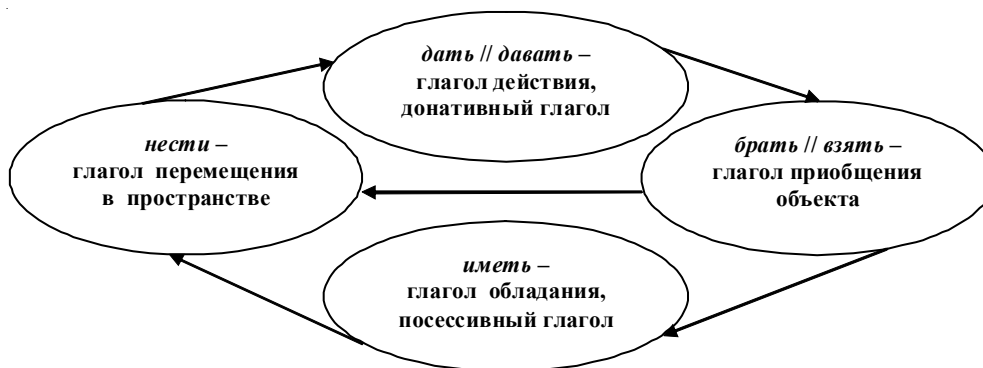 дать // давать –
глагол действия,
донативный глагол
нести –
глагол перемещения
в пространстве
брать // взять –
глагол приобщения
объекта
иметь –
глагол обладания,
посессивный глагол